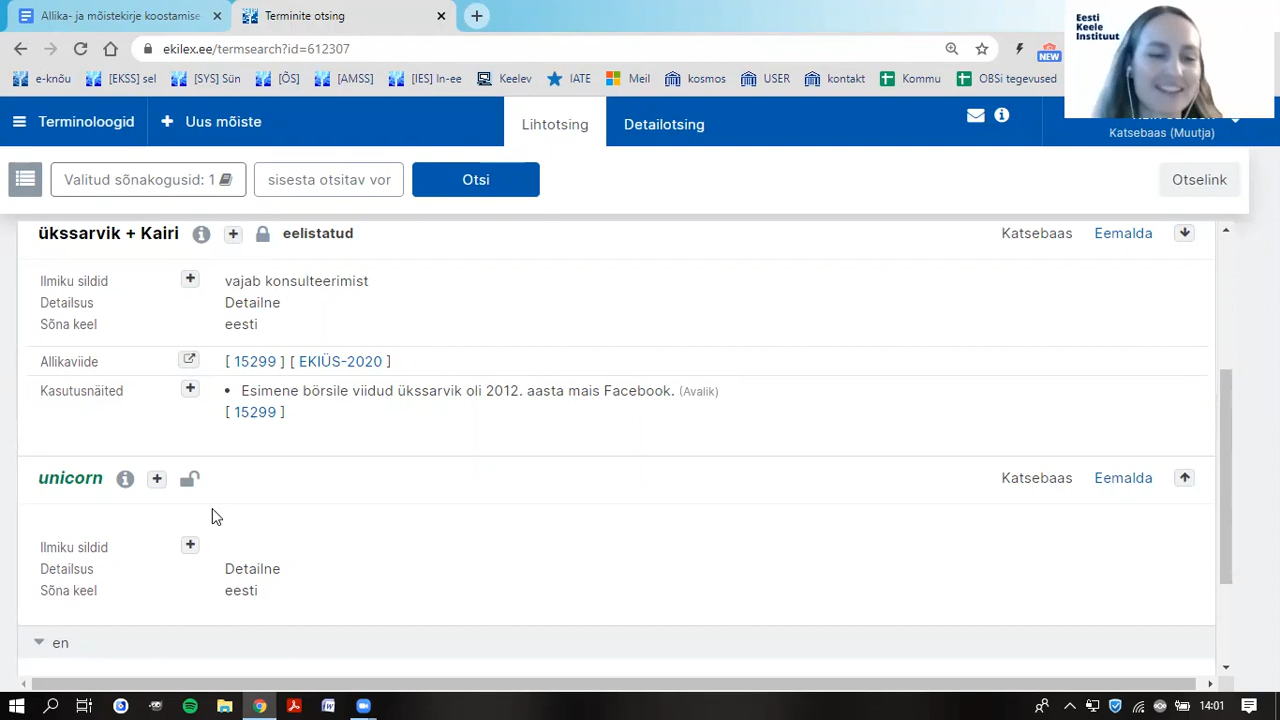 Allika- ja mõistekirje koostamise
Terminite otsing
ekilex.ee/termsearch?id=612307
NEW
e-knõu
[EKSS] sel
[SYS] Sün
[ÕS]
[AMSS]
[IES] In-ee
Keelev
IATE
Meil
kosmos
USER
kontakt
Kommu
OBSi tegevused
Eesti
Keele
Instituut
Terminoloogid
Uus mõiste
Lihtotsing
Detailotsing
Katsebaas (Muutja)
Valitud sõnakogusid: 1
sisesta otsitav vor
Otsi
Otselink
ükssarvik + Kairi
eelistatud
Katsebaas
Eemalda
Ilmiku sildid
vajab konsulteerimist
Detailsus
Detailne
Sõna keel
eesti
Allikaviide
[ 15299 ] [ EKIÜS-2020 ]
Kasutusnäited
• Esimene börsile viidud ükssarvik oli 2012. aasta mais Facebook. (Avalik)
[ 15299 ]
unicorn
Katsebaas
Eemalda
Ilmiku sildid
Detailsus
Detailne
Sõna keel
eesti
en
14:01